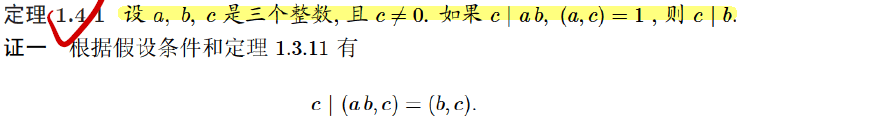 定理 1.4.1 设 a, b, c 是三个整数, 且 c ≠ 0. 如果 c | ab, (a, c) = 1 , 则 c | b.
证一 根据假设条件和定理 1.3.11 有
c | (ab, c) = (b, c).